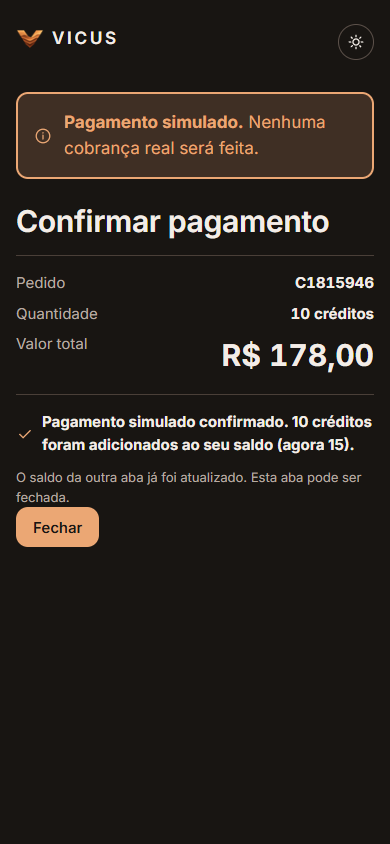 VICUS
Pagamento simulado. Nenhuma
cobrança real será feita.
Confirmar pagamento
Pedido C1815946
Quantidade 10 créditos
Valor total R$ 178,00
Pagamento simulado confirmado. 10 créditos
foram adicionados ao seu saldo (agora 15).
O saldo da outra aba já foi atualizado. Esta aba pode ser
fechada.
Fechar